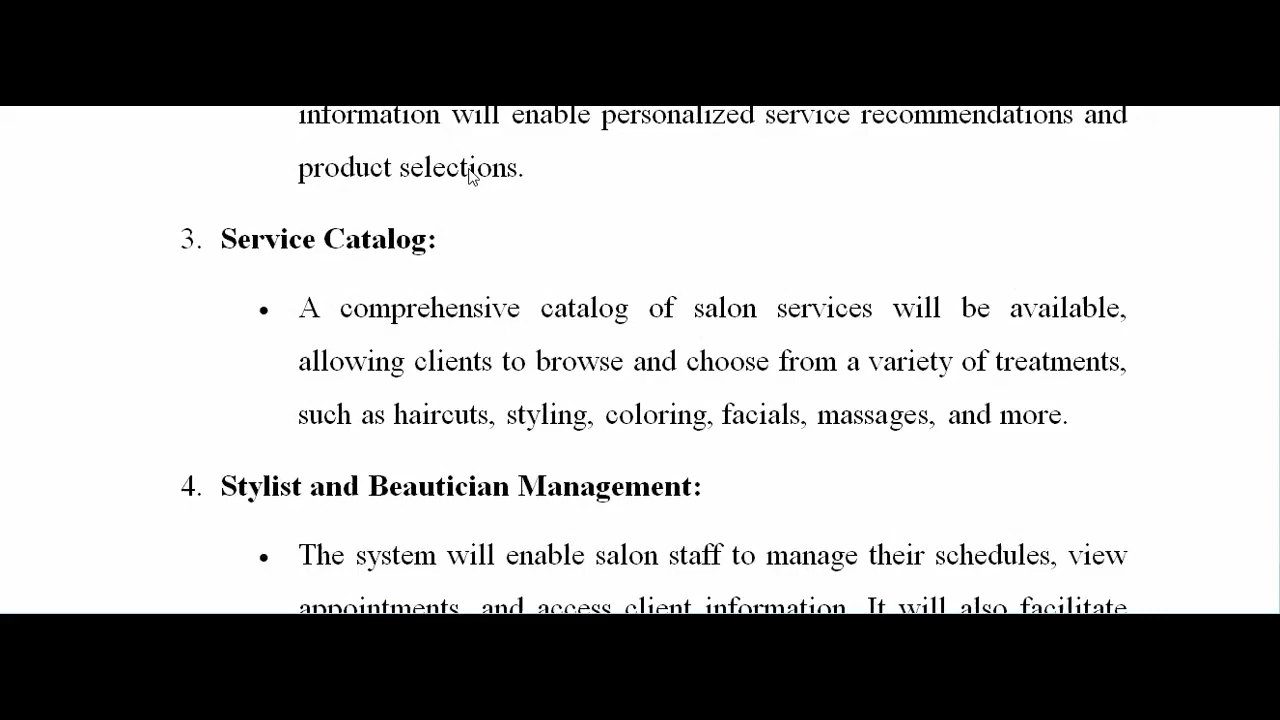 information will enable personalized service recommendations and
product selections.
3. Service Catalog:
• A comprehensive catalog of salon services will be available,
allowing clients to browse and choose from a variety of treatments,
such as haircuts, styling, coloring, facials, massages, and more.
4. Stylist and Beautician Management:
• The system will enable salon staff to manage their schedules, view
appointments, and access client information. It will also facilitate